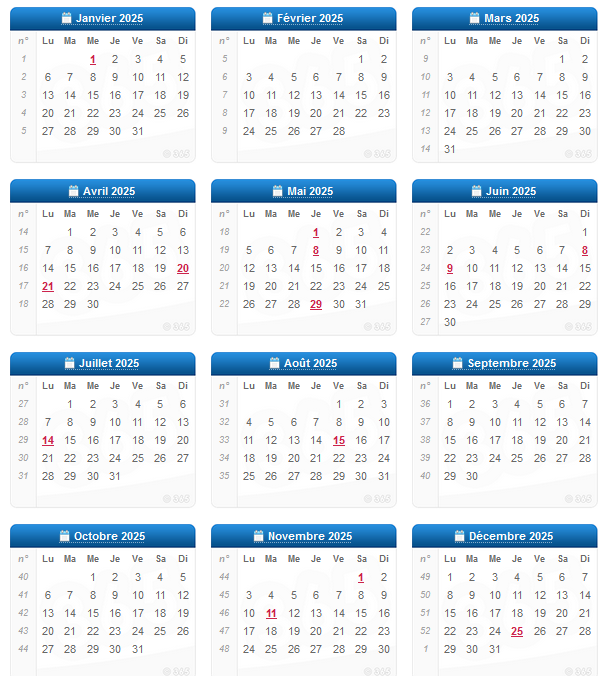 Janvier 2025
n° Lu Ma Me Je Ve Sa Di
1 1 2 3 4 5
2 6 7 8 9 10 11 12
3 13 14 15 16 17 18 19
4 20 21 22 23 24 25 26
5 27 28 29 30 31
© 365
Février 2025
n° Lu Ma Me Je Ve Sa Di
5 1 2
6 3 4 5 6 7 8 9
7 10 11 12 13 14 15 16
8 17 18 19 20 21 22 23
9 24 25 26 27 28
© 365
Mars 2025
n° Lu Ma Me Je Ve Sa Di
9 1 2
10 3 4 5 6 7 8 9
11 10 11 12 13 14 15 16
12 17 18 19 20 21 22 23
13 24 25 26 27 28 29 30
14 31
© 365
Avril 2025
n° Lu Ma Me Je Ve Sa Di
14 1 2 3 4 5 6
15 7 8 9 10 11 12 13
16 14 15 16 17 18 19 20
17 21 22 23 24 25 26 27
18 28 29 30
© 365
Mai 2025
n° Lu Ma Me Je Ve Sa Di
18 1 2 3 4
19 5 6 7 8 9 10 11
20 12 13 14 15 16 17 18
21 19 20 21 22 23 24 25
22 26 27 28 29 30 31
© 365
Juin 2025
n° Lu Ma Me Je Ve Sa Di
22 1
23 2 3 4 5 6 7 8
24 9 10 11 12 13 14 15
25 16 17 18 19 20 21 22
26 23 24 25 26 27 28 29
27 30
© 365
Juillet 2025
n° Lu Ma Me Je Ve Sa Di
27 1 2 3 4 5 6
28 7 8 9 10 11 12 13
29 14 15 16 17 18 19 20
30 21 22 23 24 25 26 27
31 28 29 30 31
© 365
Août 2025
n° Lu Ma Me Je Ve Sa Di
31 1 2 3
32 4 5 6 7 8 9 10
33 11 12 13 14 15 16 17
34 18 19 20 21 22 23 24
35 25 26 27 28 29 30 31
© 365
Septembre 2025
n° Lu Ma Me Je Ve Sa Di
36 1 2 3 4 5 6 7
37 8 9 10 11 12 13 14
38 15 16 17 18 19 20 21
39 22 23 24 25 26 27 28
40 29 30
© 365
Octobre 2025
n° Lu Ma Me Je Ve Sa Di
40 1 2 3 4 5
41 6 7 8 9 10 11 12
42 13 14 15 16 17 18 19
43 20 21 22 23 24 25 26
44 27 28 29 30 31
© 365
Novembre 2025
n° Lu Ma Me Je Ve Sa Di
44 1 2
45 3 4 5 6 7 8 9
46 10 11 12 13 14 15 16
47 17 18 19 20 21 22 23
48 24 25 26 27 28 29 30
© 365
Décembre 2025
n° Lu Ma Me Je Ve Sa Di
49 1 2 3 4 5 6 7
50 8 9 10 11 12 13 14
51 15 16 17 18 19 20 21
52 22 23 24 25 26 27 28
1 29 30 31
© 365